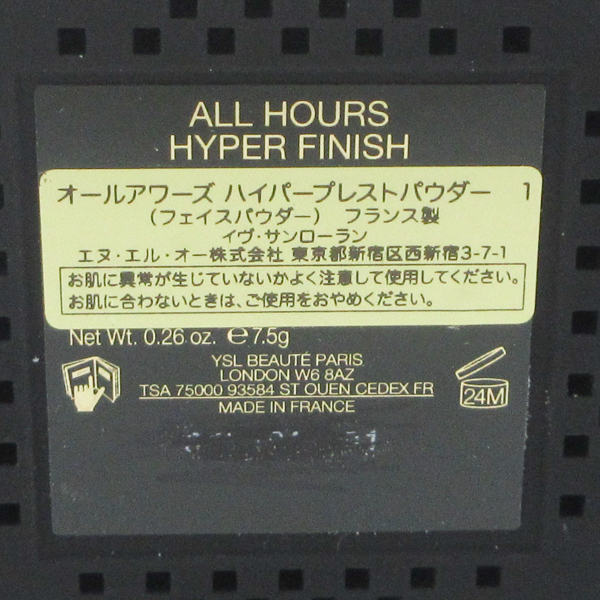 ALL HOURS
HYPER FINISH
オールアワーズ ハイパープレストパウダー 1
（フェイスパウダー） フランス製
イヴ・サンローラン
エヌ・エル・オー株式会社 東京都新宿区西新宿3-7-1
お肌に異常が生じていないかよく注意して使用してください。
お肌に合わないときは、ご使用をおやめください。
Net Wt. 0.26 oz. ℮7.5g
YSL BEAUTÉ PARIS
LONDON W6 8AZ
TSA 75000 93584 ST OUEN CEDEX FR
MADE IN FRANCE
24M